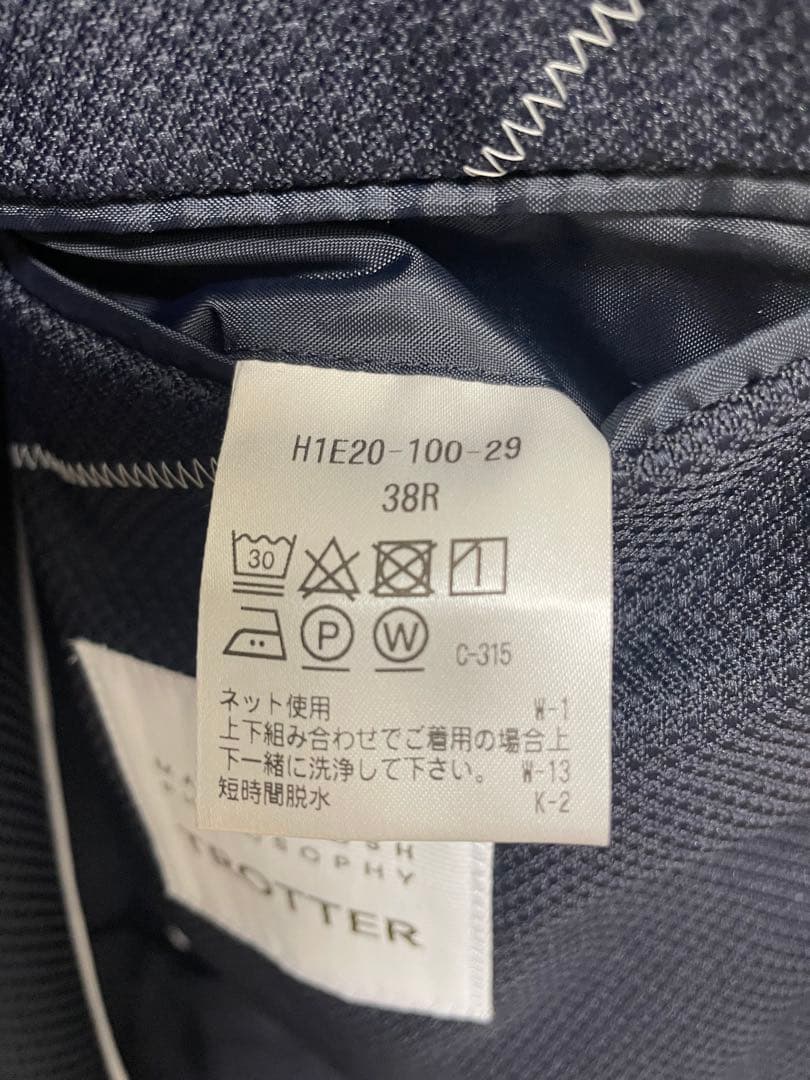 H1E20-100-29
38R
30
P W C-315
ネット使用 W-1
上下組み合わせでご着用の場合上
下一緒に洗浄して下さい。 W-13
短時間脱水 K-2
TROTTER